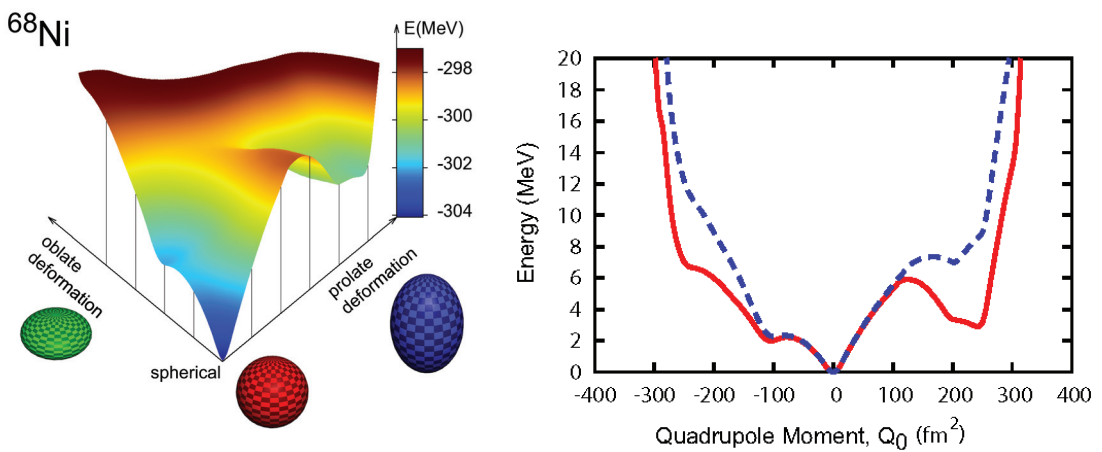 ⁶⁸Ni
E(MeV)
-298
-300
-302
-304
oblate
deformation
prolate
deformation
spherical
20
18
16
14
12
10
8
6
4
2
0
Energy (MeV)
-400 -300 -200 -100 0 100 200 300 400
Quadrupole Moment, Q₀ (fm²)